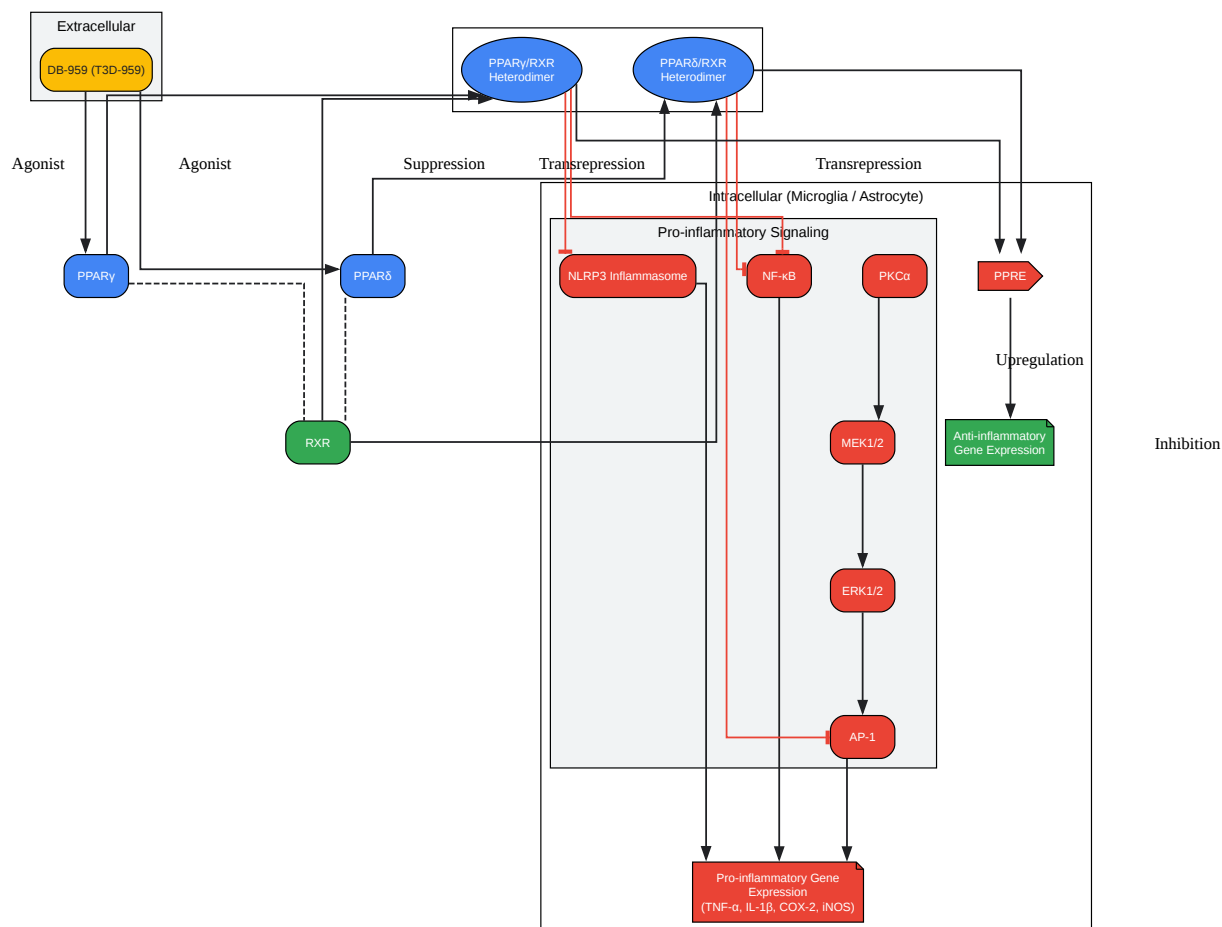 Extracellular
DB-959 (T3D-959)
PPARγ/RXR
Heterodimer
PPARδ/RXR
Heterodimer
Agonist
Agonist
Suppression
Transrepression
Transrepression
Intracellular (Microglia / Astrocyte)
Pro-inflammatory Signaling
PPARγ
PPARδ
NLRP3 Inflammasome
NF-κB
PKCα
PPRE
Upregulation
RXR
MEK1/2
Anti-inflammatory
Gene Expression
Inhibition
ERK1/2
AP-1
Pro-inflammatory Gene
Expression
(TNF-α, IL-1β, COX-2, iNOS)